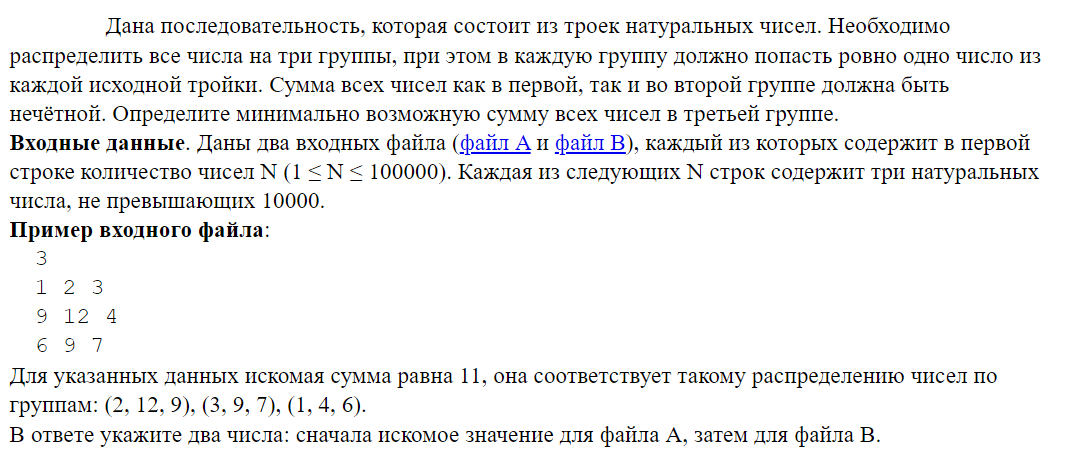 Дана последовательность, которая состоит из троек натуральных чисел. Необходимо
распределить все числа на три группы, при этом в каждую группу должно попасть ровно одно число из
каждой исходной тройки. Сумма всех чисел как в первой, так и во второй группе должна быть
нечётной. Определите минимально возможную сумму всех чисел в третьей группе.
Входные данные. Даны два входных файла (файл A и файл B), каждый из которых содержит в первой
строке количество чисел N (1 ≤ N ≤ 100000). Каждая из следующих N строк содержит три натуральных
числа, не превышающих 10000.
Пример входного файла:
3
1 2 3
9 12 4
6 9 7
Для указанных данных искомая сумма равна 11, она соответствует такому распределению чисел по
группам: (2, 12, 9), (3, 9, 7), (1, 4, 6).
В ответе укажите два числа: сначала искомое значение для файла A, затем для файла B.